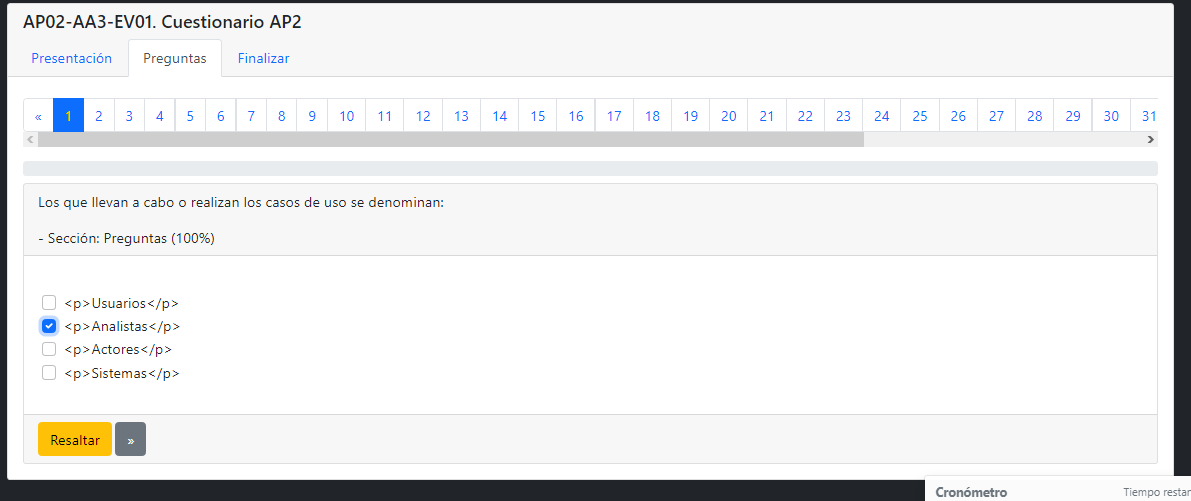 AP02-AA3-EV01. Cuestionario AP2
Presentación Preguntas Finalizar
« 1 2 3 4 5 6 7 8 9 10 11 12 13 14 15 16 17 18 19 20 21 22 23 24 25 26 27 28 29 30 31
Los que llevan a cabo o realizan los casos de uso se denominan:
- Sección: Preguntas (100%)
<p>Usuarios</p>
<p>Analistas</p>
<p>Actores</p>
<p>Sistemas</p>
Resaltar »
Cronómetro Tiempo restar